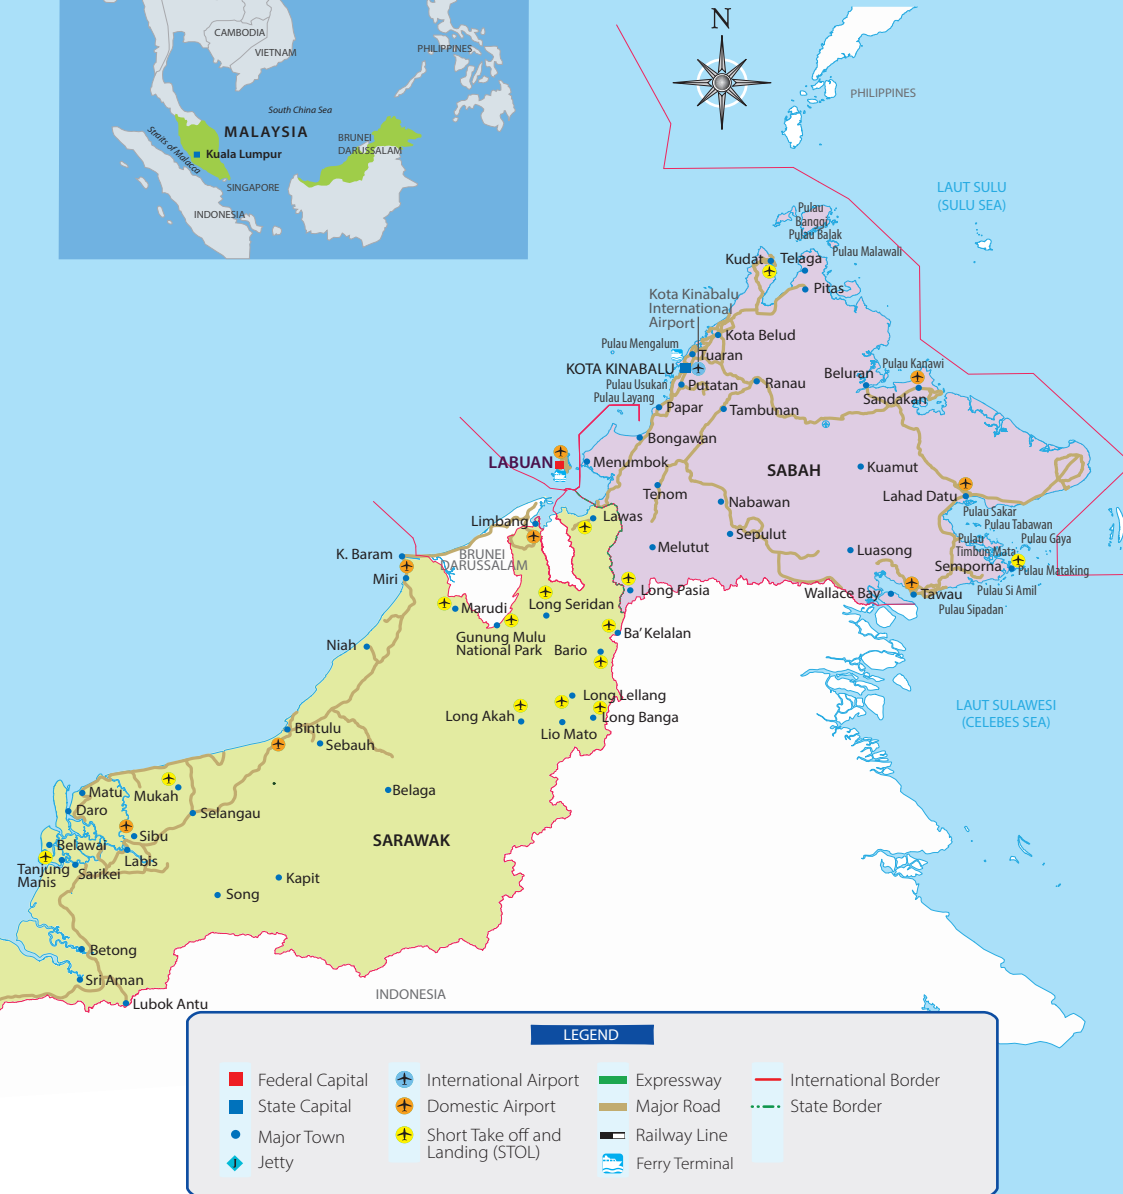 CAMBODIA
VIETNAM
PHILIPPINES
South China Sea
MALAYSIA
Straits of Malacca
Kuala Lumpur
BRUNEI
DARUSSALAM
SINGAPORE
INDONESIA
N
PHILIPPINES
LAUT SULU
(SULU SEA)
Pulau
Banggi
Pulau Balak
Pulau Malawali
Kudat
Telaga
Pitas
Kota Kinabalu
International
Airport
Kota Belud
Pulau Mengalum
Tuaran
KOTA KINABALU
Pulau Usukan
Putatan
Pulau Layang
Ranau
Beluran
Pulau Kanawi
Sandakan
Papar
Tambunan
Bongawan
LABUAN
Menumbok
SABAH
Kuamut
Tenom
Nabawan
Lahad Datu
Pulau Sakar
Pulau Tabawan
Pulau Gaya
Pulau
Timbun Mata
Limbang
Lawas
Sepulut
Melutut
Luasong
Semporna
Pulau Mataking
K. Baram
BRUNEI
DARUSSALAM
Miri
Long Pasia
Wallace Bay
Tawau
Pulau Si Amil
Pulau Sipadan
Marudi
Long Seridan
Gunung Mulu
National Park
Bario
Ba' Kelalan
Niah
Long Lellang
Long Akah
Long Banga
Lio Mato
LAUT SULAWESI
(CELEBES SEA)
Bintulu
Sebauh
Matu
Mukah
Belaga
Daro
Selangau
Sibu
SARAWAK
Belawai
Labis
Tanjung
Manis
Sarikei
Kapit
Song
Betong
Sri Aman
Lubok Antu
INDONESIA
LEGEND
Federal Capital
State Capital
Major Town
J
Jetty
International Airport
Domestic Airport
Short Take off and
Landing (STOL)
Expressway
Major Road
Railway Line
Ferry Terminal
International Border
State Border